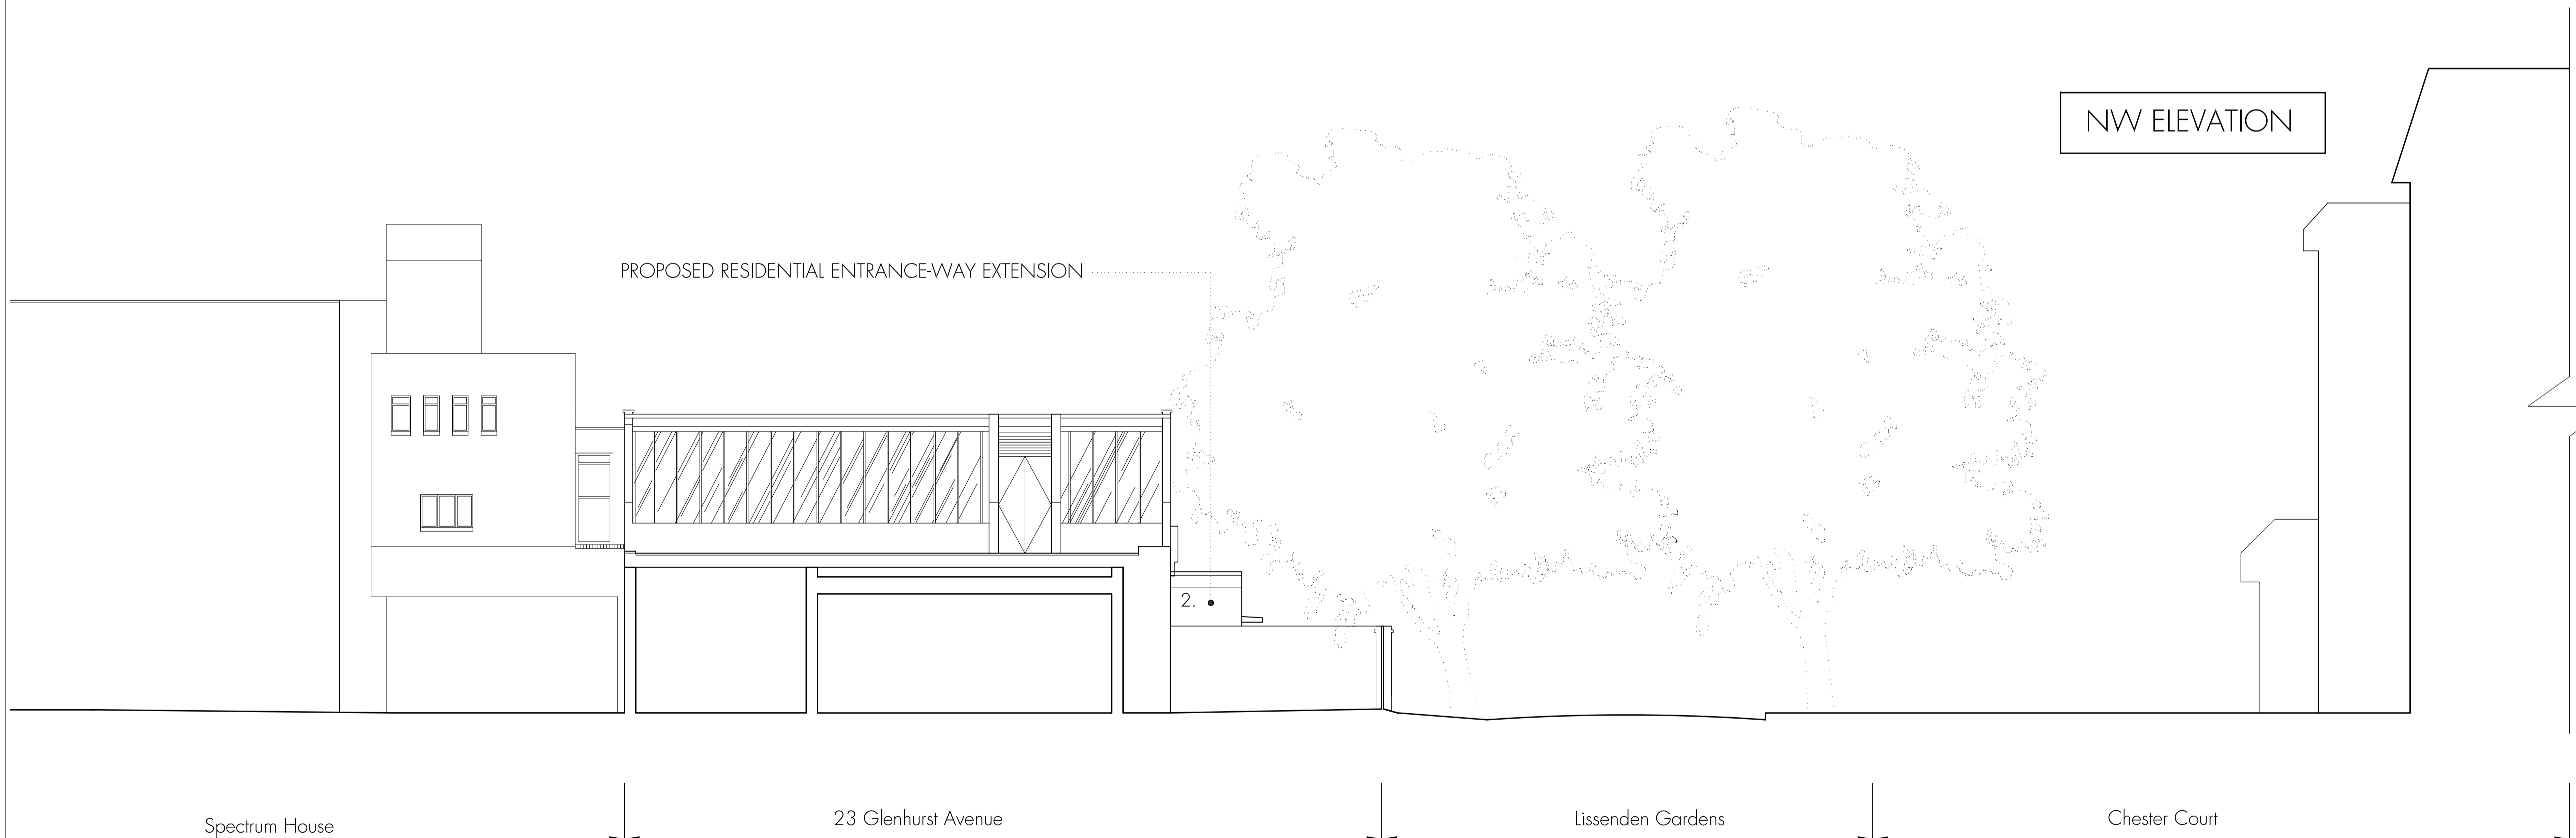 NW ELEVATION
PROPOSED RESIDENTIAL ENTRANCE-WAY EXTENSION
2.
Spectrum House
23 Glenhurst Avenue
Lissenden Gardens
Chester Court